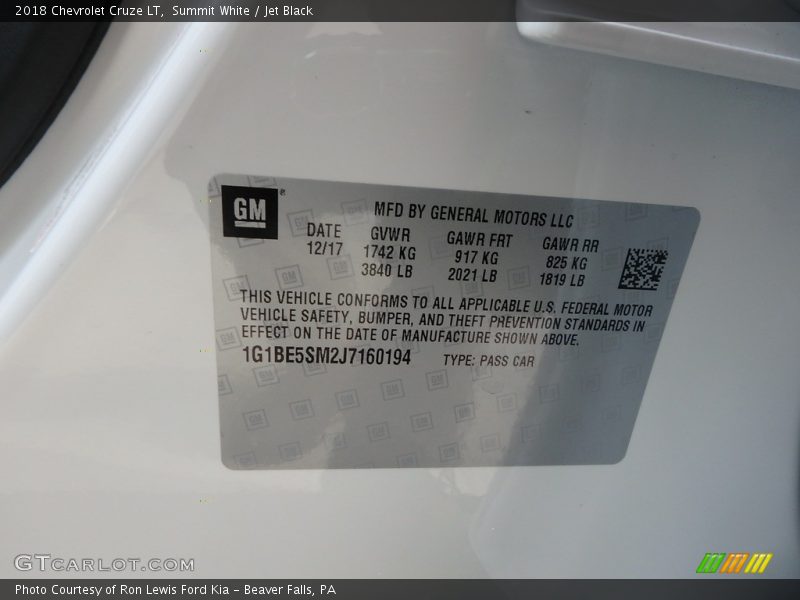 2018 Chevrolet Cruze LT, Summit White / Jet Black
GM ®
MFD BY GENERAL MOTORS LLC
DATE GVWR GAWR FRT GAWR RR
12/17 1742 KG 917 KG 825 KG
3840 LB 2021 LB 1819 LB
THIS VEHICLE CONFORMS TO ALL APPLICABLE U.S. FEDERAL MOTOR
VEHICLE SAFETY, BUMPER, AND THEFT PREVENTION STANDARDS IN
EFFECT ON THE DATE OF MANUFACTURE SHOWN ABOVE.
1G1BE5SM2J7160194 TYPE: PASS CAR
GTCARLOT.COM
Photo Courtesy of Ron Lewis Ford Kia – Beaver Falls, PA